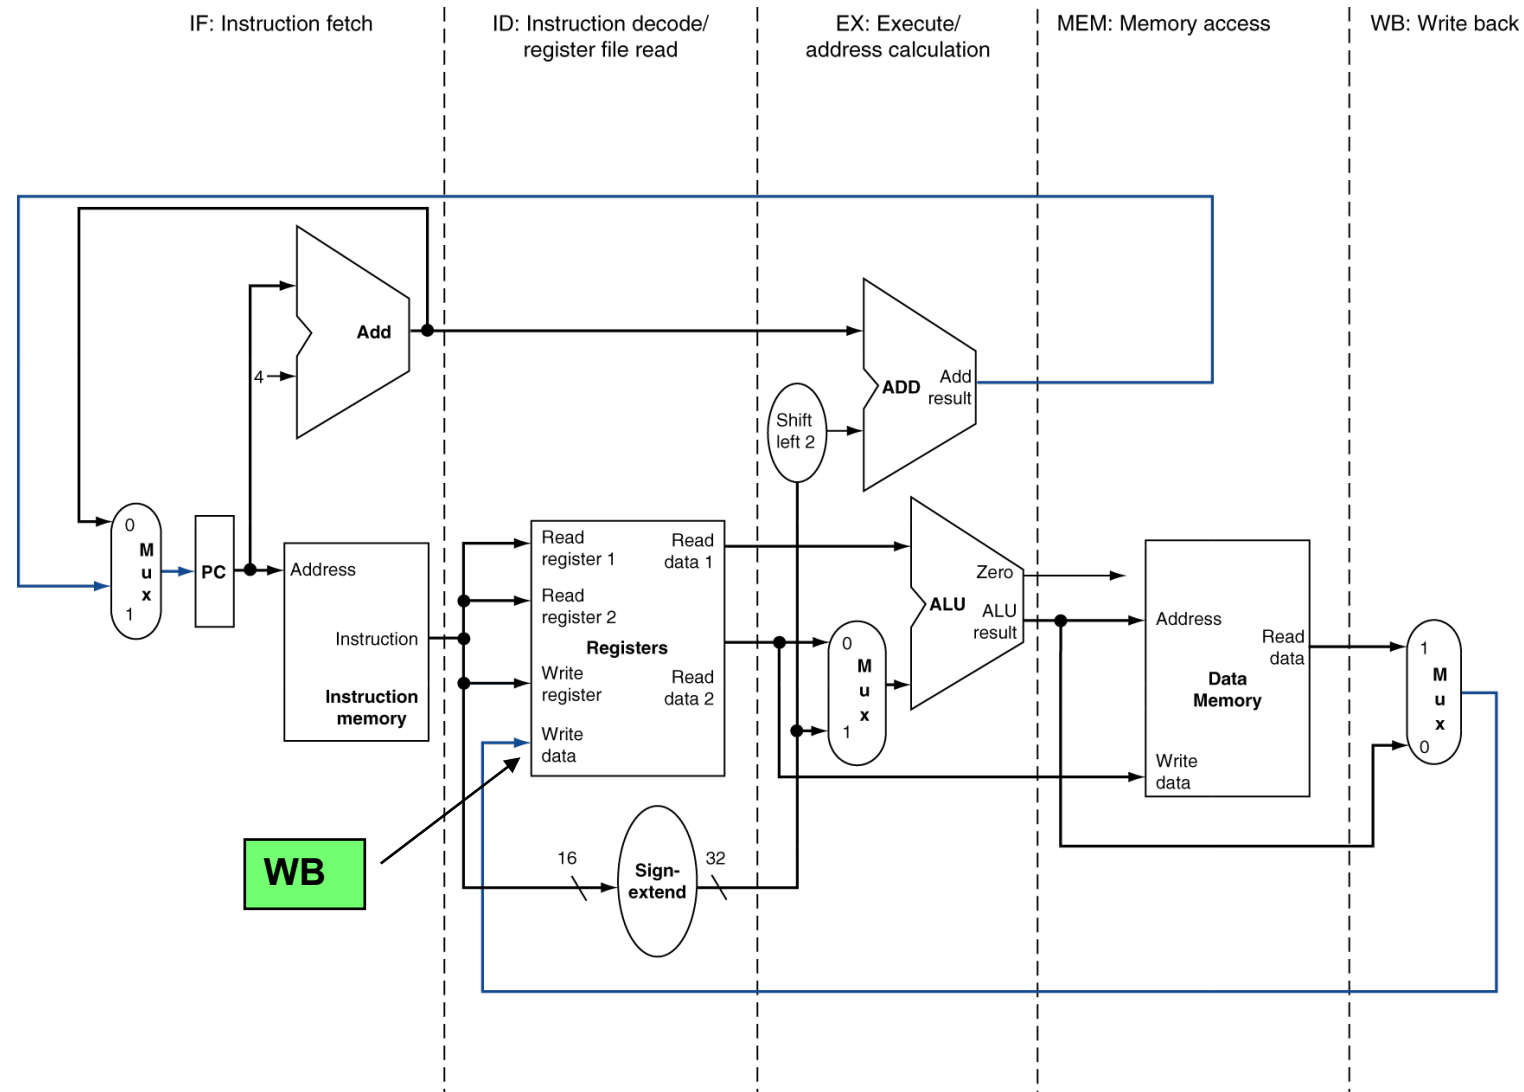 IF: Instruction fetch
ID: Instruction decode/
register file read
EX: Execute/
address calculation
MEM: Memory access
WB: Write back
Add
4
ADD
Add
result
Shift
left 2
0
M
u
x
1
PC
Address
Instruction
Instruction
memory
Read
register 1
Read
data 1
Read
register 2
Registers
Write
register
Read
data 2
Write
data
0
M
u
x
1
Zero
ALU
ALU
result
Address
Read
data
Data
Memory
Write
data
1
M
u
x
0
WB
16
Sign-
extend
32